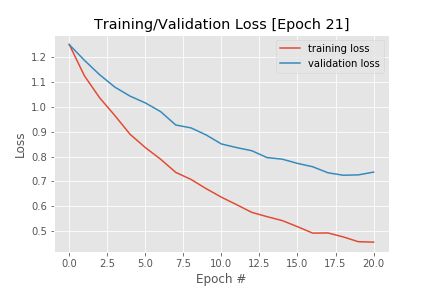 Training/Validation Loss [Epoch 21]
training loss
validation loss
1.2
1.1
1.0
0.9
0.8
0.7
0.6
0.5
Loss
0.0 2.5 5.0 7.5 10.0 12.5 15.0 17.5 20.0
Epoch #